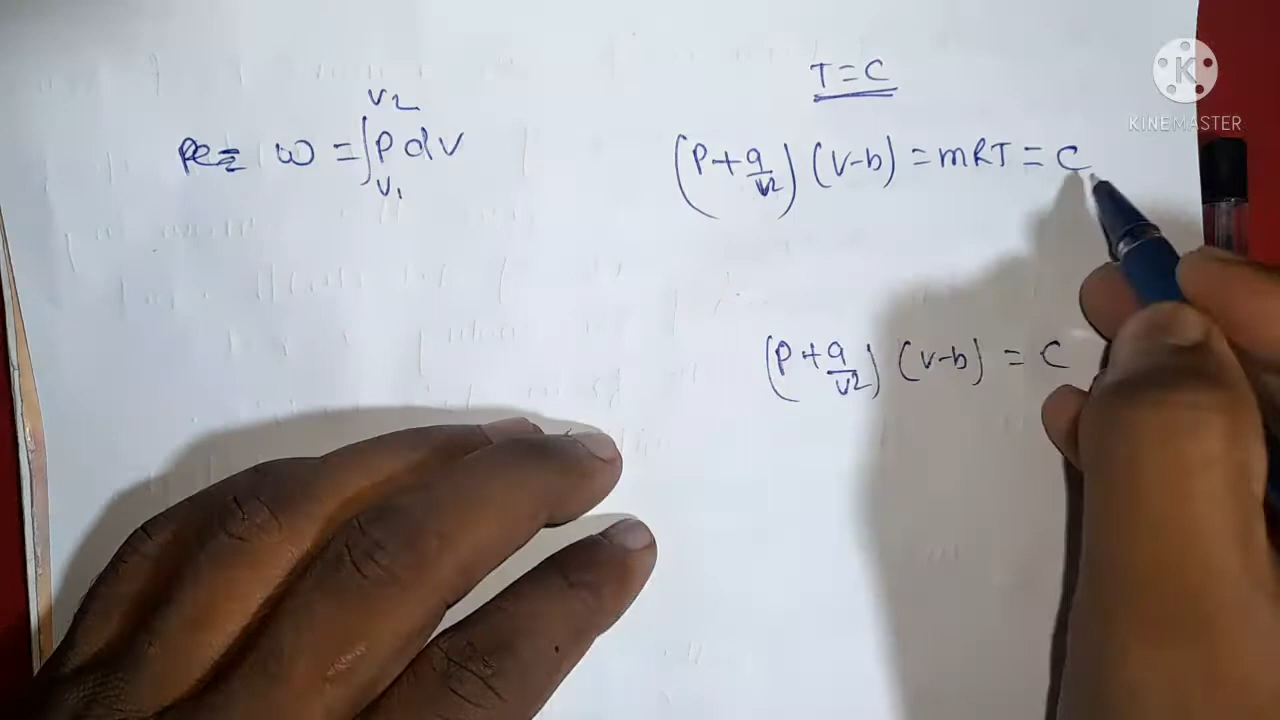 T=C
v2
w = ∫ p dv
v1
(p+a/v2) (v-b) = mRT = C
(p+a/v2) (v-b) = C
K
KINEMASTER